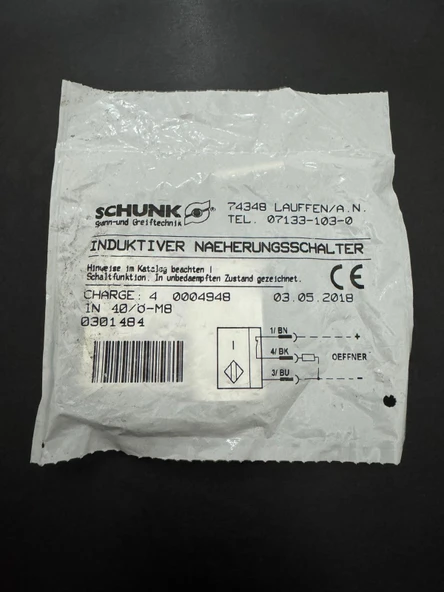 SCHUNK ®
Spann-und Greiftechnik
74348 LAUFFEN/A.N.
TEL. 07133-103-0
INDUKTIVER NAEHERUNGSSCHALTER
Hinweise im Katalog beachten !
Schaltfunktion. In unbedaempften Zustand gezeichnet.
CE
CHARGE: 4 0004948 03.05.2018
IN 40/Ö-M8
0301484
1/ BN +
4/ BK OEFFNER
3/ BU -
I